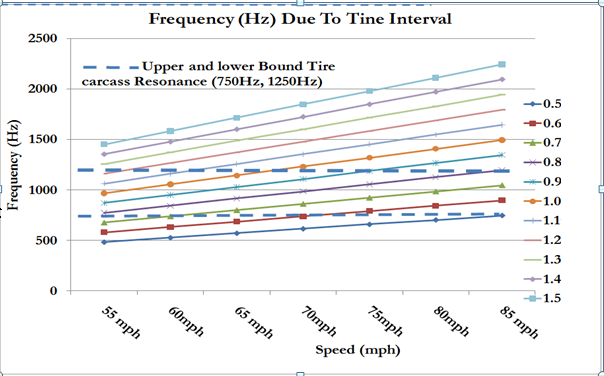 Frequency (Hz) Due To Tine Interval
2500
2000
1500
1000
500
0
Frequency (Hz)
Upper and lower Bound Tire
carcass Resonance (750Hz, 1250Hz)
55 mph
60mph
65 mph
70mph
75mph
80mph
85 mph
Speed (mph)
0.5
0.6
0.7
0.8
0.9
1.0
1.1
1.2
1.3
1.4
1.5